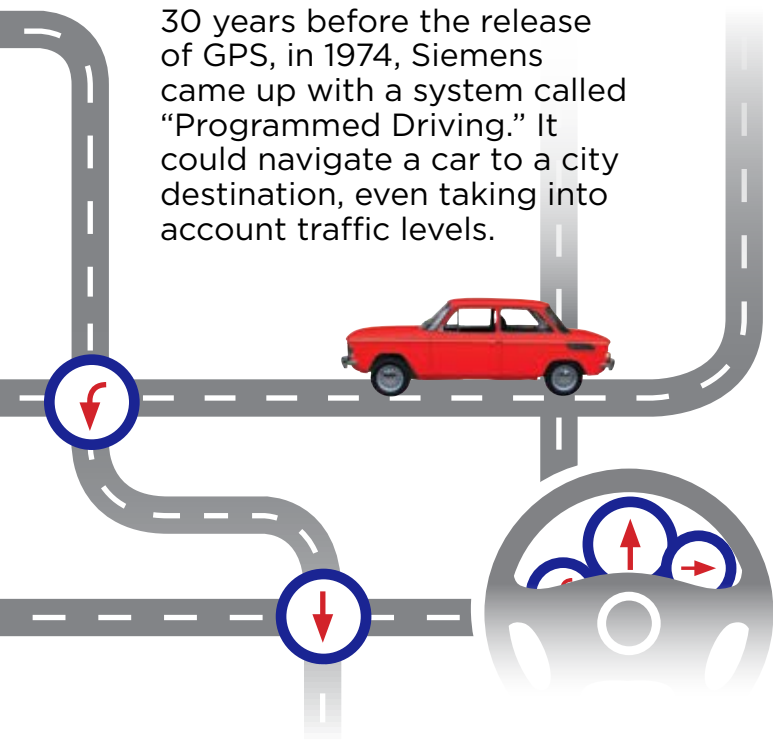 30 years before the release
of GPS, in 1974, Siemens
came up with a system called
“Programmed Driving.” It
could navigate a car to a city
destination, even taking into
account traffic levels.